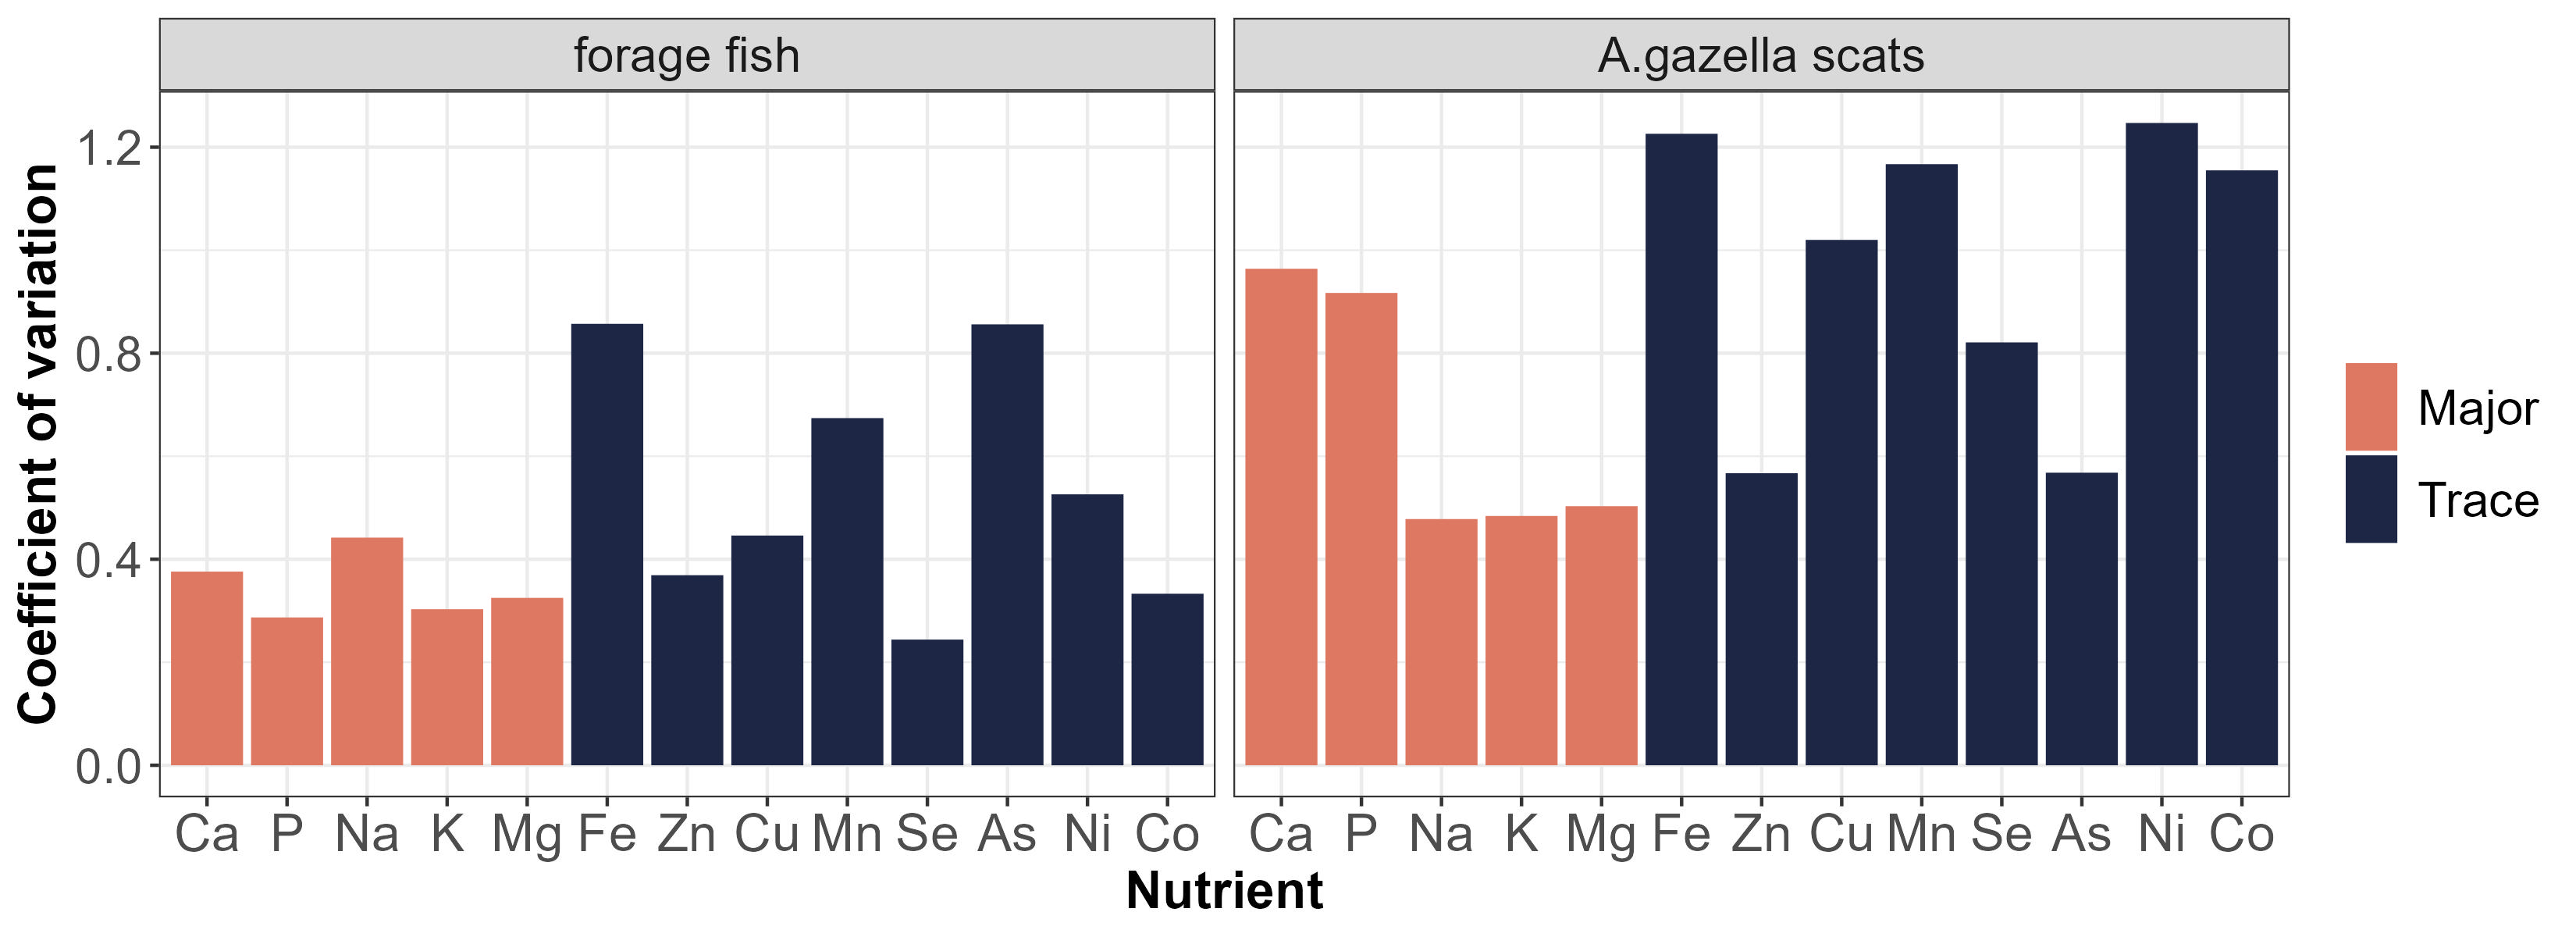 forage fish
A.gazella scats
Coefficient of variation
1.2
0.8
0.4
0.0
Ca P Na K Mg Fe Zn Cu Mn Se As Ni Co
Ca P Na K Mg Fe Zn Cu Mn Se As Ni Co
Nutrient
Major
Trace